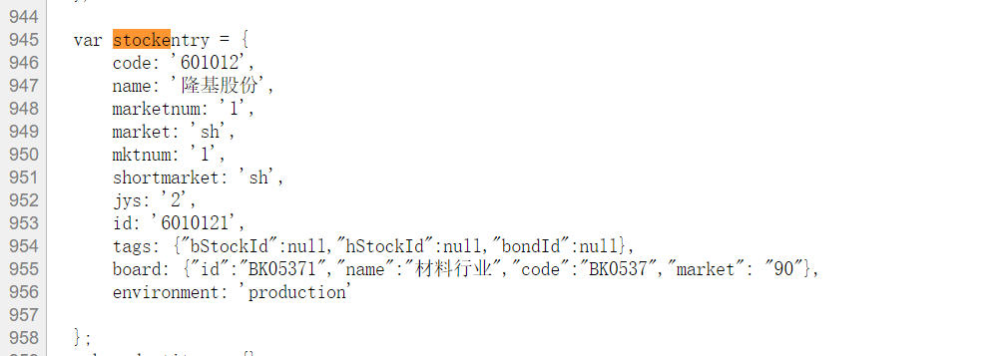 944
945 var stockentry = {
946 code: '601012',
947 name: '隆基股份',
948 marketnum: '1',
949 market: 'sh',
950 mktnum: '1',
951 shortmarket: 'sh',
952 jys: '2',
953 id: '6010121',
954 tags: {"bStockId":null,"hStockId":null,"bondId":null},
955 board: {"id":"BK05371","name":"材料行业","code":"BK0537","market": "90"},
956 environment: 'production'
957
958 };